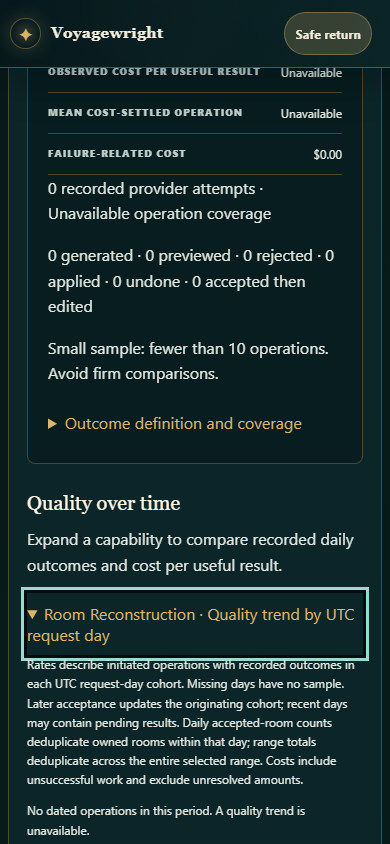 Voyagewright
Safe return
OBSERVED COST PER USEFUL RESULT Unavailable
MEAN COST-SETTLED OPERATION Unavailable
FAILURE-RELATED COST $0.00
0 recorded provider attempts ·
Unavailable operation coverage
0 generated · 0 previewed · 0 rejected · 0
applied · 0 undone · 0 accepted then
edited
Small sample: fewer than 10 operations.
Avoid firm comparisons.
Outcome definition and coverage
Quality over time
Expand a capability to compare recorded daily
outcomes and cost per useful result.
Room Reconstruction · Quality trend by UTC
request day
Rates describe initiated operations with recorded outcomes in
each UTC request-day cohort. Missing days have no sample.
Later acceptance updates the originating cohort; recent days
may contain pending results. Daily accepted-room counts
deduplicate owned rooms within that day; range totals
deduplicate across the entire selected range. Costs include
unsuccessful work and exclude unresolved amounts.
No dated operations in this period. A quality trend is
unavailable.